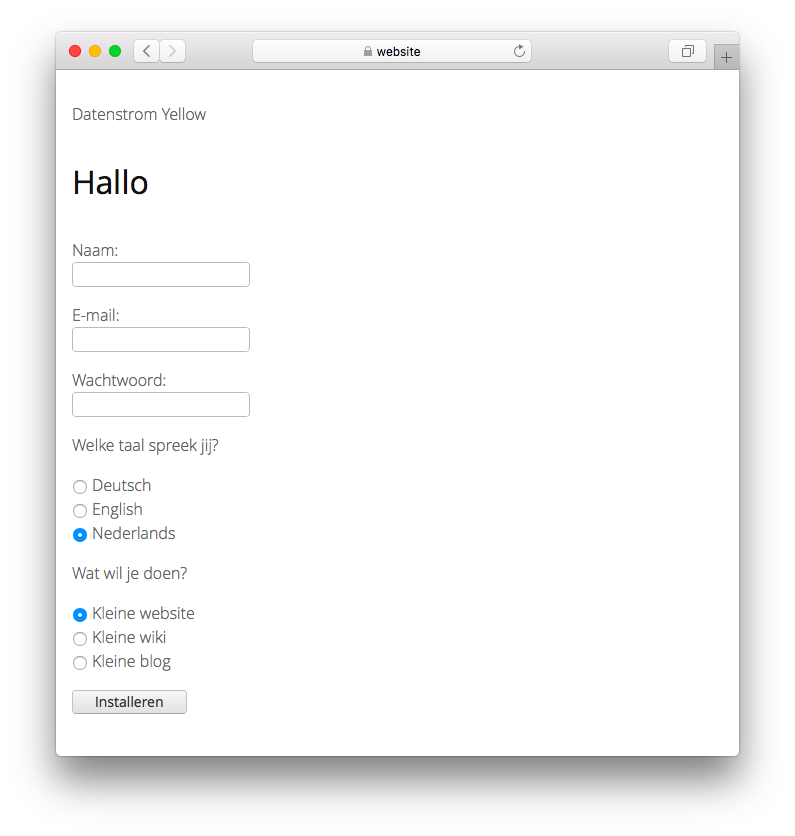 website
Datenstrom Yellow
Hallo
Naam:
E-mail:
Wachtwoord:
Welke taal spreek jij?
Deutsch
English
Nederlands
Wat wil je doen?
Kleine website
Kleine wiki
Kleine blog
Installeren